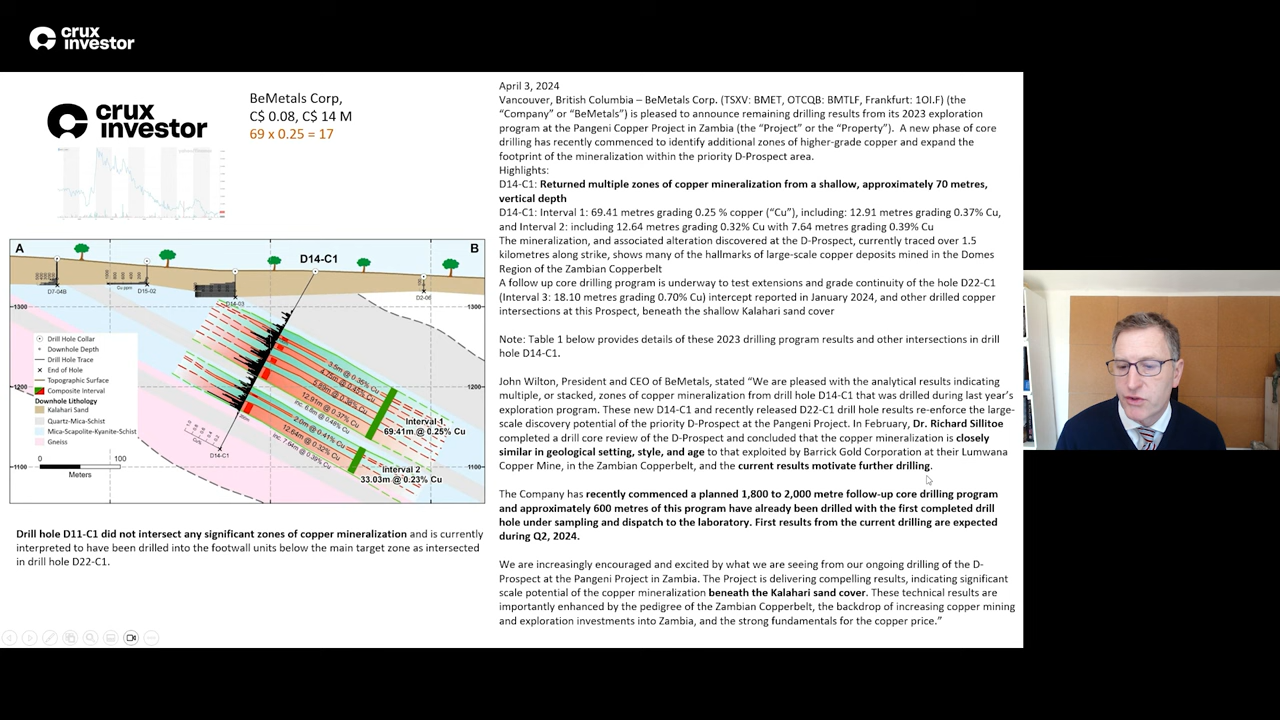 crux
investor
crux
investor
BeMetals Corp,
C$ 0.08, C$ 14 M
69 x 0.25 = 17
April 3, 2024
Vancouver, British Columbia – BeMetals Corp. (TSXV: BMET, OTCQB: BMTLF, Frankfurt: 1OI.F) (the
“Company” or “BeMetals”) is pleased to announce remaining drilling results from its 2023 exploration
program at the Pangeni Copper Project in Zambia (the “Project” or the “Property”). A new phase of core
drilling has recently commenced to identify additional zones of higher-grade copper and expand the
footprint of the mineralization within the priority D-Prospect area.
Highlights:
D14-C1: Returned multiple zones of copper mineralization from a shallow, approximately 70 metres,
vertical depth
D14-C1: Interval 1: 69.41 metres grading 0.25 % copper (“Cu”), including: 12.91 metres grading 0.37% Cu,
and Interval 2: including 12.64 metres grading 0.32% Cu with 7.64 metres grading 0.39% Cu
The mineralization, and associated alteration discovered at the D-Prospect, currently traced over 1.5
kilometres along strike, shows many of the hallmarks of large-scale copper deposits mined in the Domes
Region of the Zambian Copperbelt
A follow up core drilling program is underway to test extensions and grade continuity of the hole D22-C1
(Interval 3: 18.10 metres grading 0.70% Cu) intercept reported in January 2024, and other drilled copper
intersections at this Prospect, beneath the shallow Kalahari sand cover
Note: Table 1 below provides details of these 2023 drilling program results and other intersections in drill
hole D14-C1.
John Wilton, President and CEO of BeMetals, stated “We are pleased with the analytical results indicating
multiple, or stacked, zones of copper mineralization from drill hole D14-C1 that was drilled during last year’s
exploration program. These new D14-C1 and recently released D22-C1 drill hole results re-enforce the large-
scale discovery potential of the priority D-Prospect at the Pangeni Project. In February, Dr. Richard Sillitoe
completed a drill core review of the D-Prospect and concluded that the copper mineralization is closely
similar in geological setting, style, and age to that exploited by Barrick Gold Corporation at their Lumwana
Copper Mine, in the Zambian Copperbelt, and the current results motivate further drilling.
The Company has recently commenced a planned 1,800 to 2,000 metre follow-up core drilling program
and approximately 600 metres of this program have already been drilled with the first completed drill
hole under sampling and dispatch to the laboratory. First results from the current drilling are expected
during Q2, 2024.
We are increasingly encouraged and excited by what we are seeing from our ongoing drilling of the D-
Prospect at the Pangeni Project in Zambia. The Project is delivering compelling results, indicating significant
scale potential of the copper mineralization beneath the Kalahari sand cover. These technical results are
importantly enhanced by the pedigree of the Zambian Copperbelt, the backdrop of increasing copper mining
and exploration investments into Zambia, and the strong fundamentals for the copper price.”
A
B
D14-C1
D7-04B
D15-02
D14-03
D2-06
1300
1200
1100
Drill Hole Collar
Downhole Depth
Drill Hole Trace
End of Hole
Topographic Surface
Composite Interval
Downhole Lithology
Kalahari Sand
Quartz-Mica-Schist
Mica-Scapolite-Kyanite-Schist
Gneiss
0
100
Meters
D14-C1
12.91m @ 0.37% Cu
2.0m @ 0.41% Cu
12.64m @ 0.32% Cu
inc. 7.64m @ 0.39% Cu
Interval 1
69.41m @ 0.25% Cu
Interval 2
33.03m @ 0.23% Cu
Drill hole D11-C1 did not intersect any significant zones of copper mineralization and is currently
interpreted to have been drilled into the footwall units below the main target zone as intersected
in drill hole D22-C1.